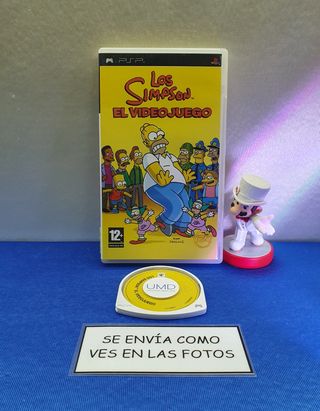 PSP
LOS
SIMPSON
EL VIDEOJUEGO
12+
UMD
SE ENVÍA COMO
VES EN LAS FOTOS